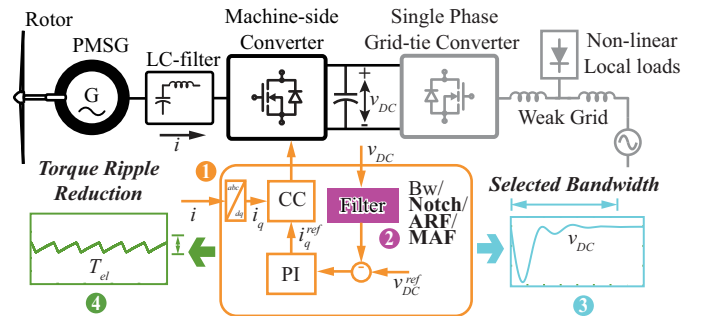 Rotor
PMSG
G
LC-filter
i
Machine-side
Converter
+
v_DC
-
Single Phase
Grid-tie Converter
Non-linear
Local loads
Weak Grid
Torque Ripple
Reduction
T_el
4
1
i
abc
dq
i_q
CC
i_q^ref
PI
v_DC
Filter
2
Bw/
Notch/
ARF/
MAF
-
v_DC^ref
Selected Bandwidth
v_DC
3